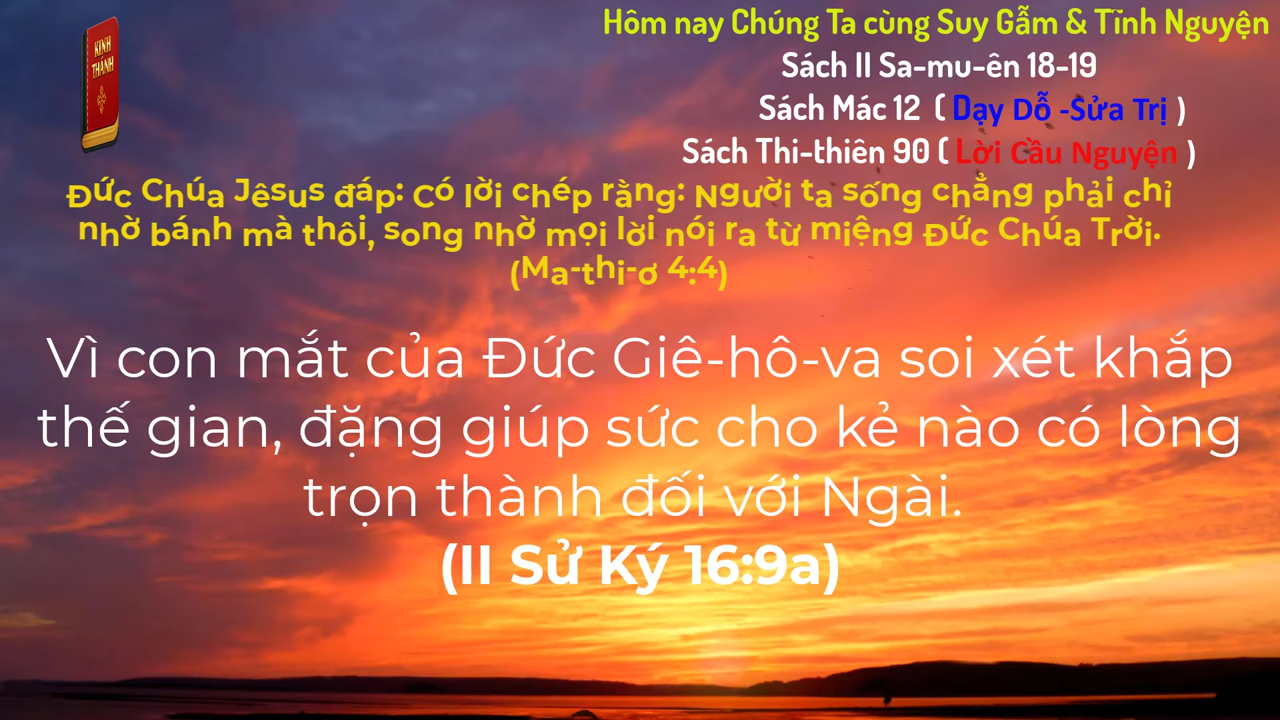 KINH
THÁNH
Hôm nay Chúng Ta cùng Suy Gẫm & Tĩnh Nguyện
Sách II Sa-mu-ên 18-19
Sách Mác 12 ( Dạy Dỗ -Sửa Trị )
Sách Thi-thiên 90 ( Lời Cầu Nguyện )
Đức Chúa Jêsus đáp: Có lời chép rằng: Người ta sống chẳng phải chỉ
nhờ bánh mà thôi, song nhờ mọi lời nói ra từ miệng Đức Chúa Trời.
(Ma-thi-ơ 4:4)
Vì con mắt của Đức Giê-hô-va soi xét khắp
thế gian, đặng giúp sức cho kẻ nào có lòng
trọn thành đối với Ngài.
(II Sử Ký 16:9a)